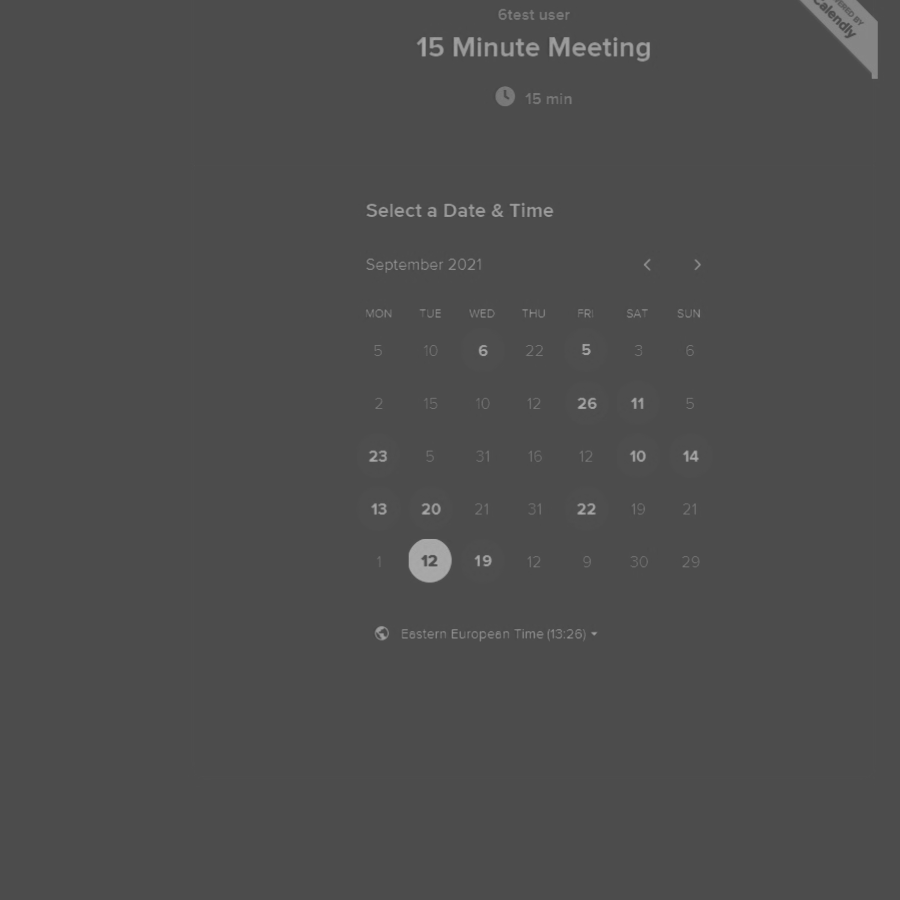 6test user
15 Minute Meeting
15 min
Calendly
Select a Date & Time
September 2021
MON TUE WED THU FRI SAT SUN
5 10 6 22 5 3 6
2 15 10 12 26 11 5
23 5 31 16 12 10 14
13 20 21 31 22 19 21
1 12 19 12 9 30 29
Eastern European Time (13:26)